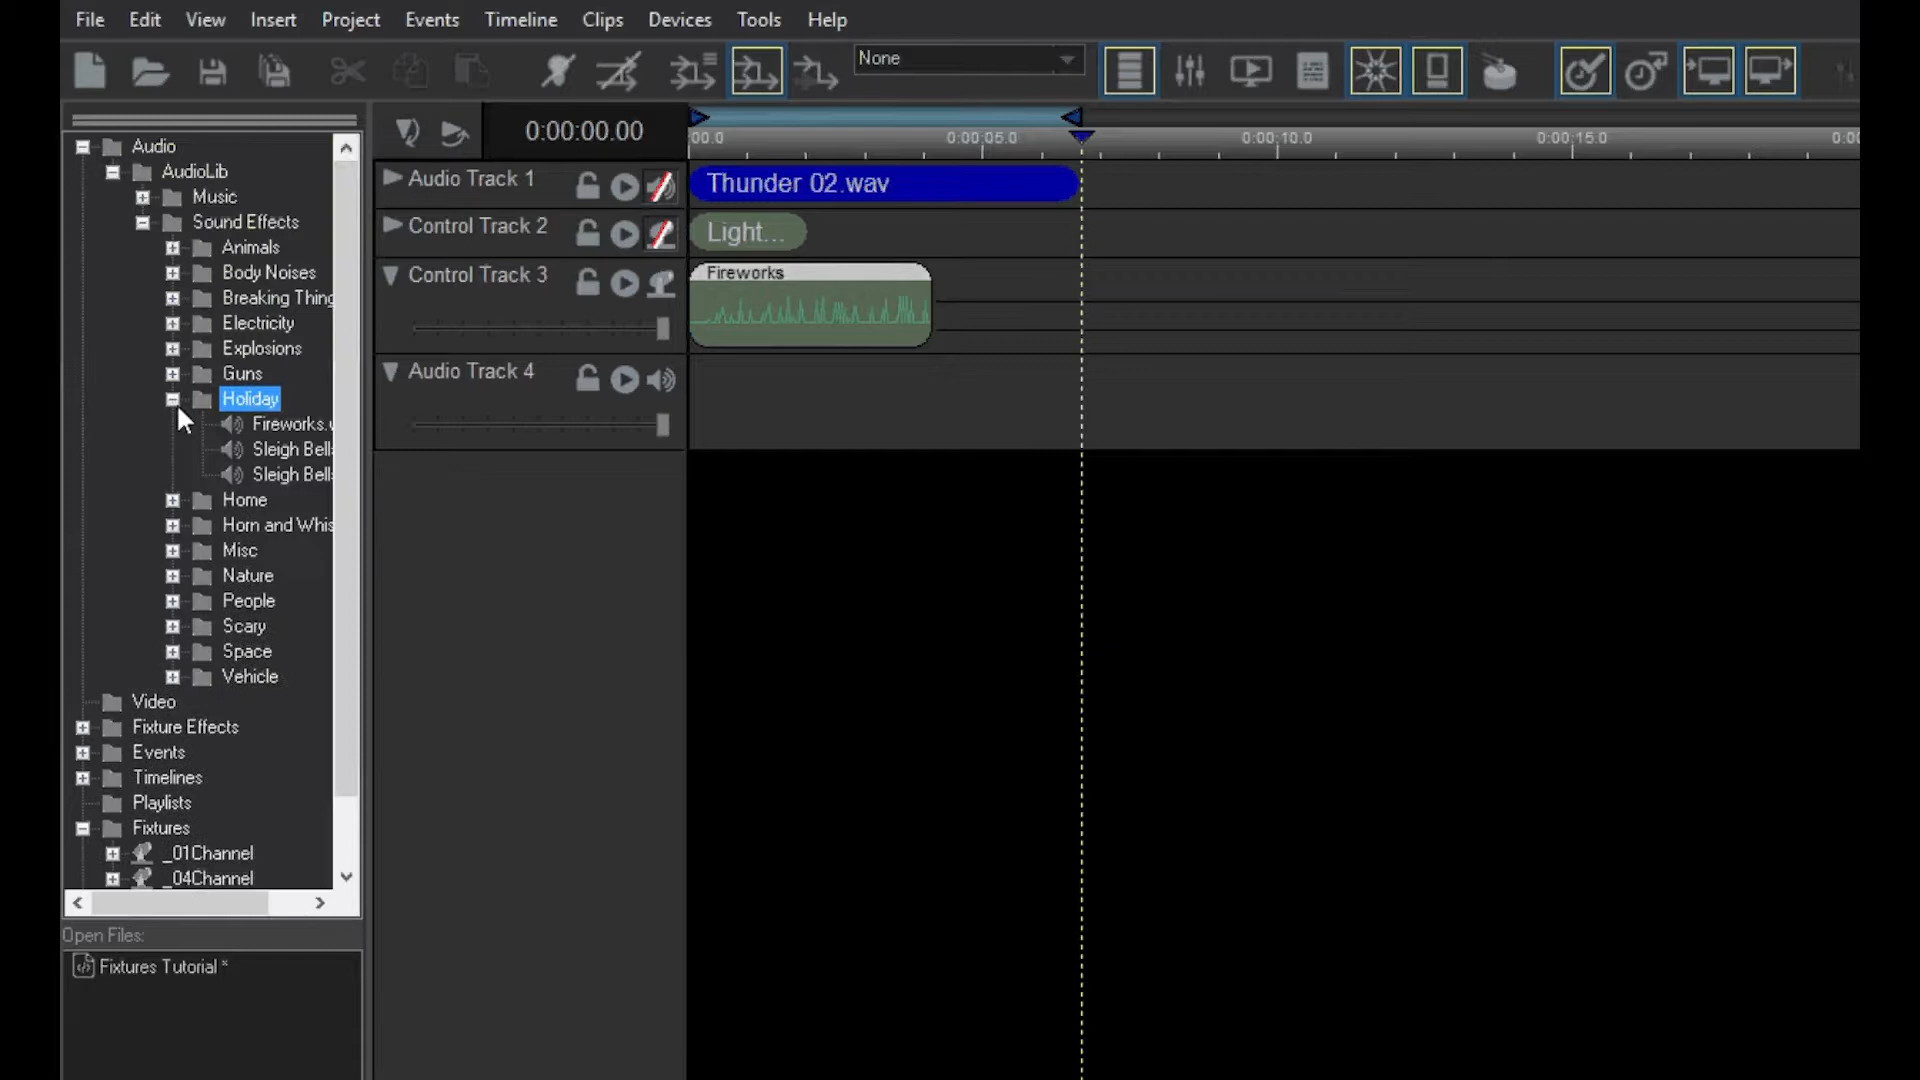 File Edit View Insert Project Events Timeline Clips Devices Tools Help
None
0:00:00.00
00.0 0:00:05.0 0:00:10.0 0:00:15.0
Audio
AudioLib
Music
Sound Effects
Animals
Body Noises
Breaking Thing
Electricity
Explosions
Guns
Holiday
Fireworks.
Sleigh Bell
Sleigh Bell
Home
Horn and Whis
Misc
Nature
People
Scary
Space
Vehicle
Video
Fixture Effects
Events
Timelines
Playlists
Fixtures
_01Channel
_04Channel
Open Files:
Fixtures Tutorial *
Audio Track 1
Thunder 02.wav
Control Track 2
Light...
Control Track 3
Fireworks
Audio Track 4